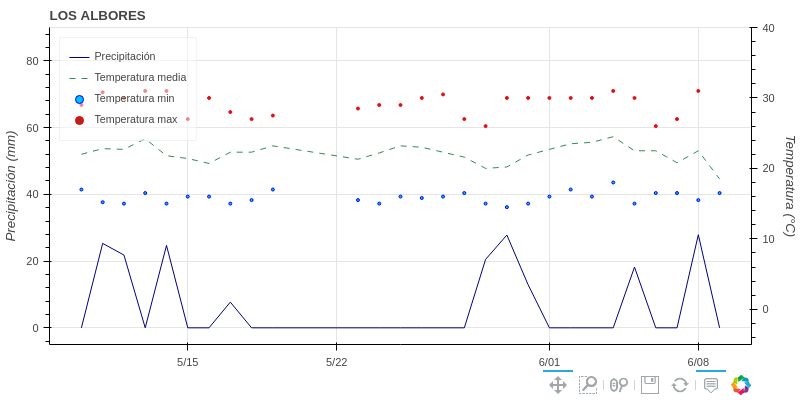 LOS ALBORES
Precipitación
Temperatura media
Temperatura min
Temperatura max
Precipitación (mm)
80
60
40
20
0
40
30
20
10
0
Temperatura (°C)
5/15
5/22
6/01
6/08